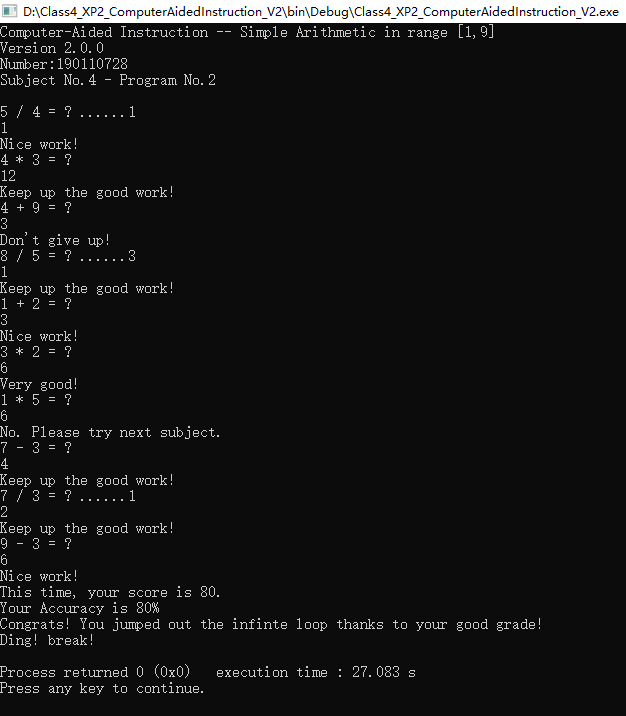 D:\Class4_XP2_ComputerAidedInstruction_V2\bin\Debug\Class4_XP2_ComputerAidedInstruction_V2.exe
Computer-Aided Instruction -- Simple Arithmetic in range [1,9]
Version 2.0.0
Number:190110728
Subject No.4 - Program No.2
5 / 4 = ? ......1
1
Nice work!
4 * 3 = ?
12
Keep up the good work!
4 + 9 = ?
3
Don't give up!
8 / 5 = ? ......3
1
Keep up the good work!
1 + 2 = ?
3
Nice work!
3 * 2 = ?
6
Very good!
1 * 5 = ?
6
No. Please try next subject.
7 - 3 = ?
4
Keep up the good work!
7 / 3 = ? ......1
2
Keep up the good work!
9 - 3 = ?
6
Nice work!
This time, your score is 80.
Your Accuracy is 80%
Congrats! You jumped out the infinte loop thanks to your good grade!
Ding! break!
Process returned 0 (0x0)   execution time : 27.083 s
Press any key to continue.